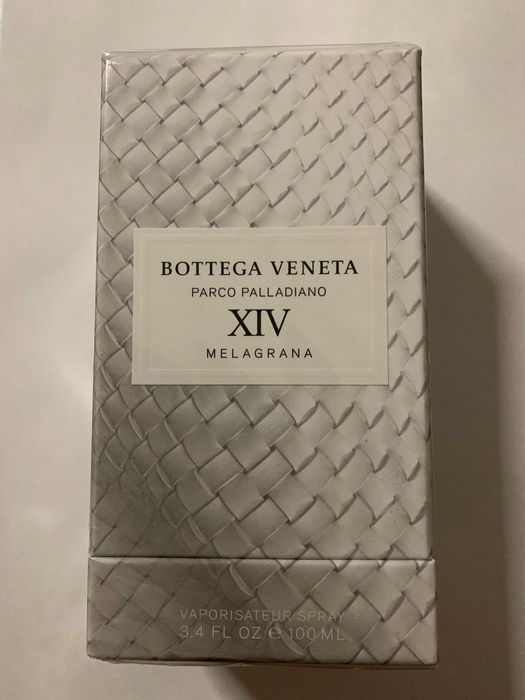 BOTTEGA VENETA
PARCO PALLADIANO
XIV
MELAGRANA
VAPORISATEUR SPRAY
3.4 FL OZ ℮ 100 ML